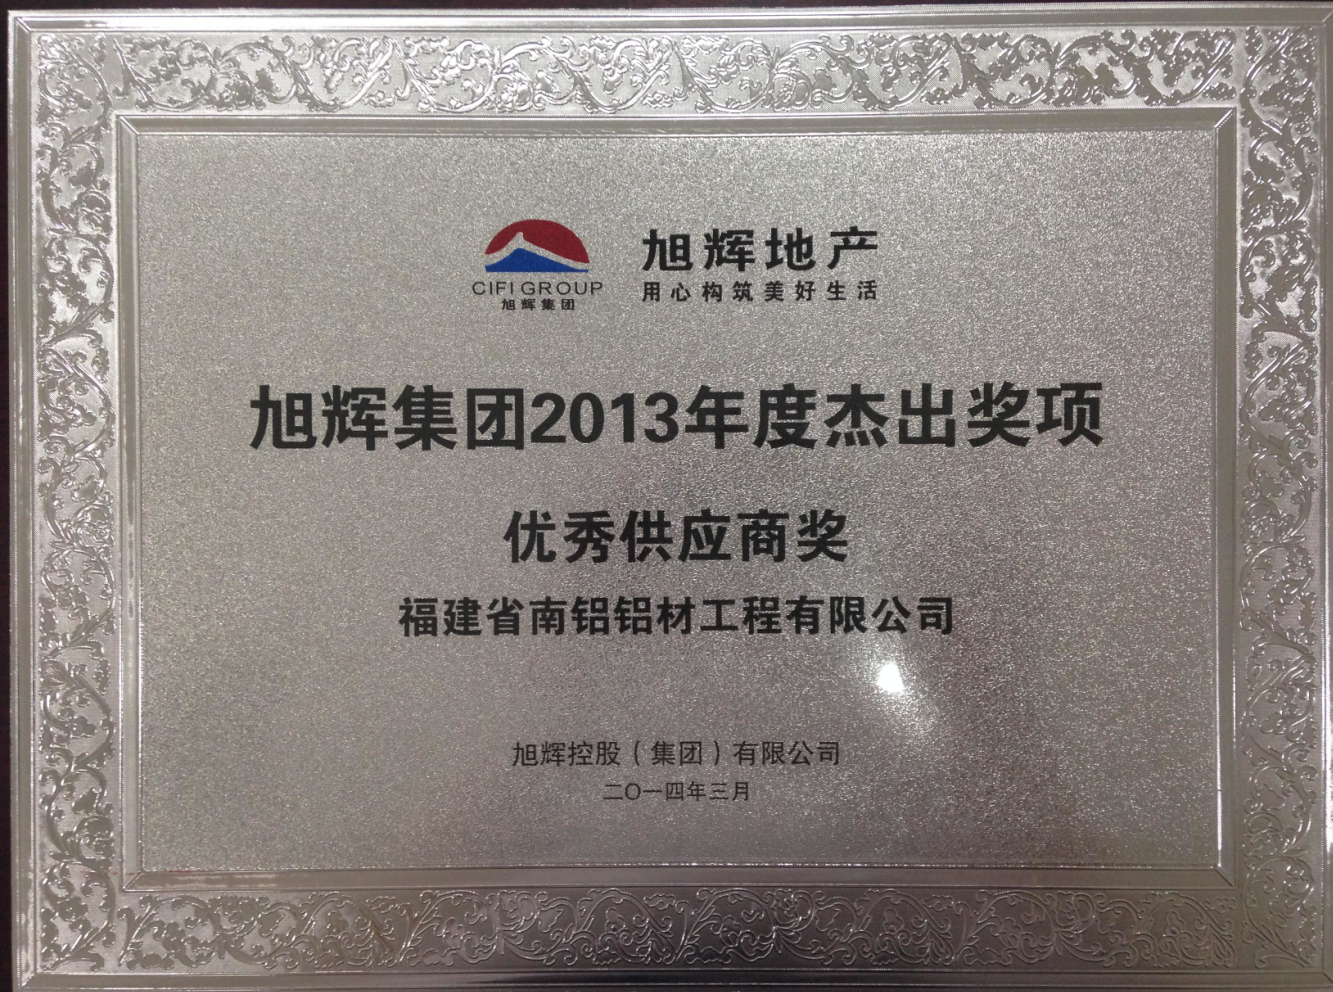 CIFI GROUP
旭辉集团
旭辉地产
用心构筑美好生活
旭辉集团2013年度杰出奖项
优秀供应商奖
福建省南铝铝材工程有限公司
旭辉控股（集团）有限公司
二〇一四年三月